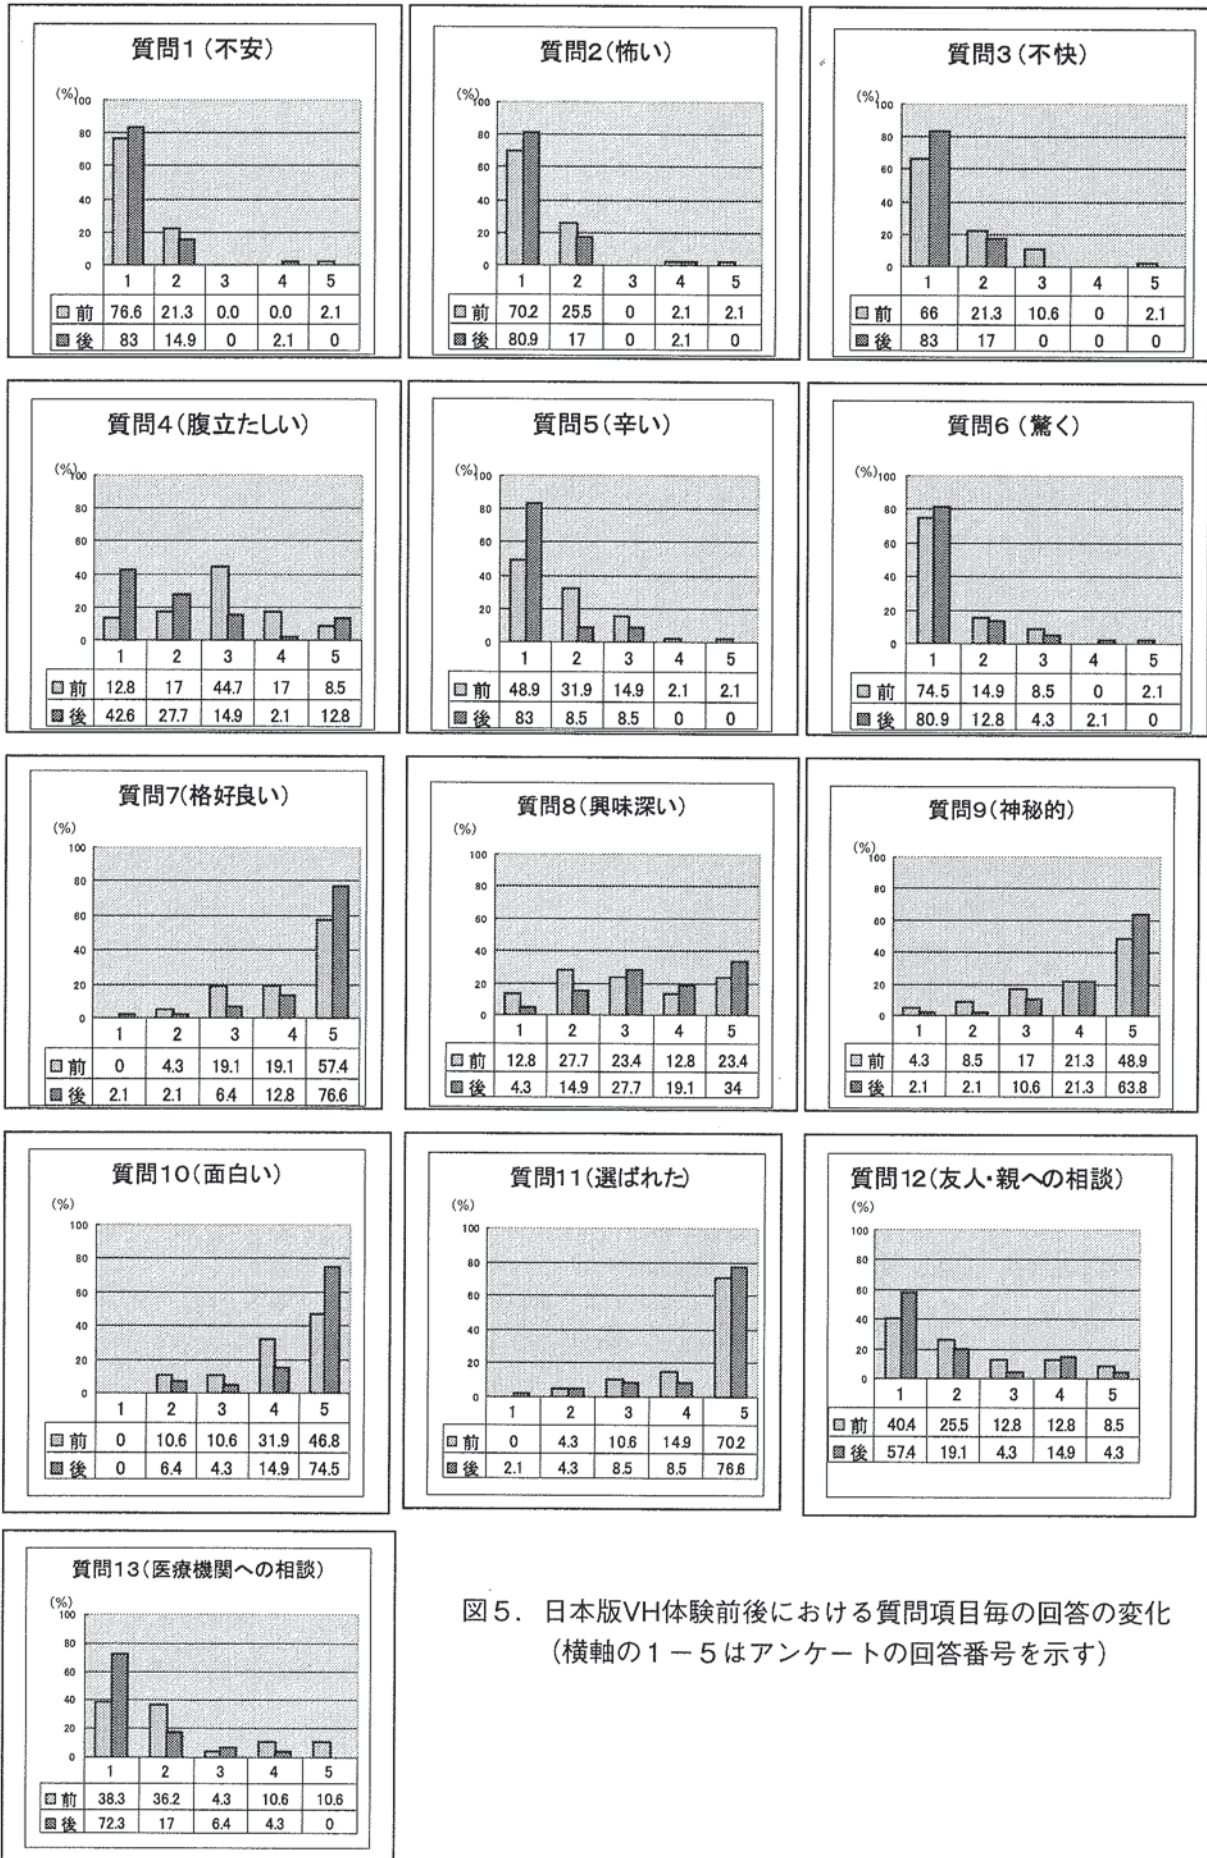 質問1(不安)
(%)
100
80
60
40
20
0
1 2 3 4 5
前 76.6 21.3 0.0 0.0 2.1
後 83 14.9 0 2.1 0
質問2(怖い)
(%)
100
80
60
40
20
0
1 2 3 4 5
前 70.2 25.5 0 2.1 2.1
後 80.9 17 0 2.1 0
質問3(不快)
(%)
100
80
60
40
20
0
1 2 3 4 5
前 66 21.3 10.6 0 2.1
後 83 17 0 0 0
質問4(腹立たしい)
(%)
100
80
60
40
20
0
1 2 3 4 5
前 12.8 17 44.7 17 8.5
後 42.6 27.7 14.9 2.1 12.8
質問5(辛い)
(%)
100
80
60
40
20
0
1 2 3 4 5
前 48.9 31.9 14.9 2.1 2.1
後 83 8.5 8.5 0 0
質問6(驚く)
(%)
100
80
60
40
20
0
1 2 3 4 5
前 74.5 14.9 8.5 0 2.1
後 80.9 12.8 4.3 2.1 0
質問7(格好良い)
(%)
100
80
60
40
20
0
1 2 3 4 5
前 0 4.3 19.1 19.1 57.4
後 2.1 2.1 6.4 12.8 76.6
質問8(興味深い)
(%)
100
80
60
40
20
0
1 2 3 4 5
前 12.8 27.7 23.4 12.8 23.4
後 4.3 14.9 27.7 19.1 34
質問9(神秘的)
(%)
100
80
60
40
20
0
1 2 3 4 5
前 4.3 8.5 17 21.3 48.9
後 2.1 2.1 10.6 21.3 63.8
質問10(面白い)
(%)
100
80
60
40
20
0
1 2 3 4 5
前 0 10.6 10.6 31.9 46.8
後 0 6.4 4.3 14.9 74.5
質問11(選ばれた)
(%)
100
80
60
40
20
0
1 2 3 4 5
前 0 4.3 10.6 14.9 70.2
後 2.1 4.3 8.5 8.5 76.6
質問12(友人・親への相談)
(%)
100
80
60
40
20
0
1 2 3 4 5
前 40.4 25.5 12.8 12.8 8.5
後 57.4 19.1 4.3 14.9 4.3
質問13(医療機関への相談)
(%)
100
80
60
40
20
0
1 2 3 4 5
前 38.3 36.2 4.3 10.6 10.6
後 72.3 17 6.4 4.3 0
図5. 日本版VH体験前後における質問項目毎の回答の変化
(横軸の1－5はアンケートの回答番号を示す)